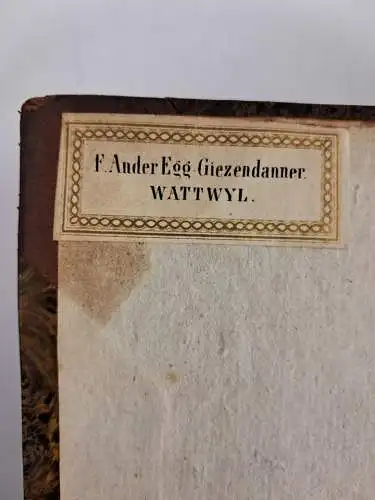 F. Ander Egg-Giezendanner.
WATTWYL.